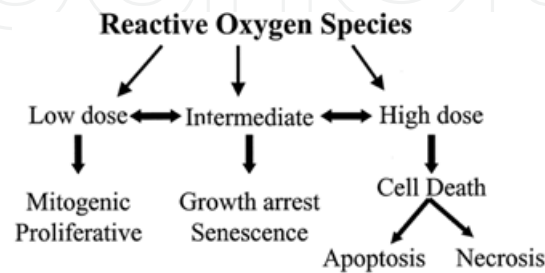 Reactive Oxygen Species
Low dose Intermediate High dose
Mitogenic
Proliferative
Growth arrest
Senescence
Cell Death
Apoptosis Necrosis